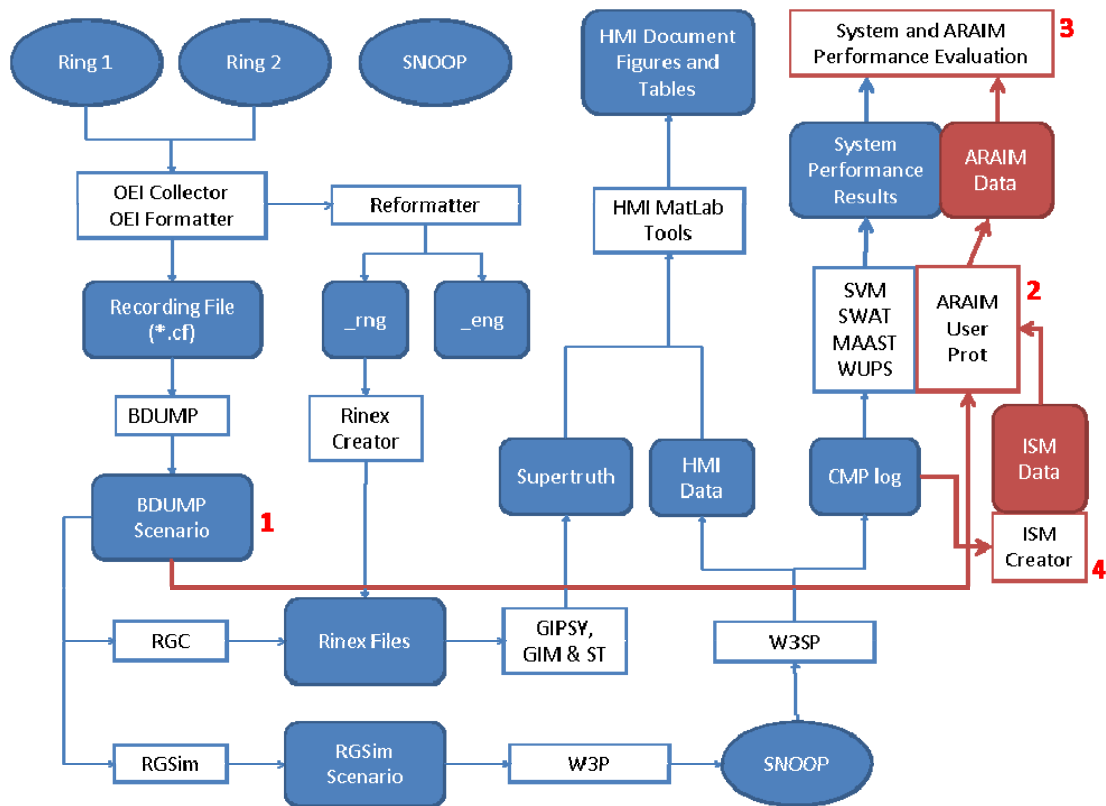 Ring 1
Ring 2
SNOOP
HMI Document
Figures and
Tables
System and ARAIM
Performance Evaluation
3
OEI Collector
OEI Formatter
Reformatter
HMI MatLab
Tools
System
Performance
Results
ARAIM
Data
Recording File
(*.cf)
_rng
_eng
SVM
SWAT
MAAST
WUPS
ARAIM
User
Prot
2
BDUMP
Rinex
Creator
Supertruth
HMI
Data
CMP log
ISM
Data
BDUMP
Scenario
1
ISM
Creator
4
RGC
Rinex Files
GIPSY,
GIM & ST
W3SP
RGSim
RGSim
Scenario
W3P
SNOOP